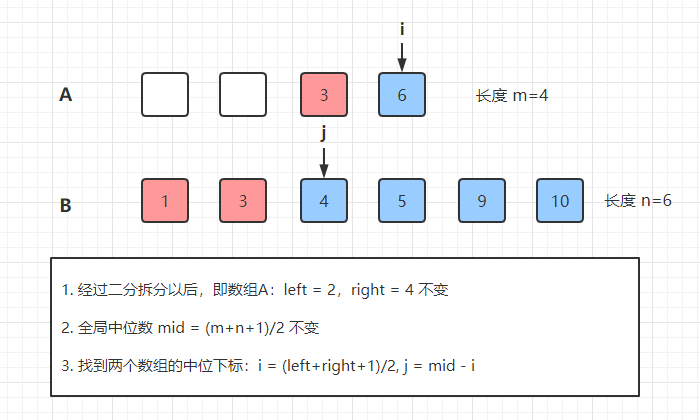 i
A
3
6
长度 m=4
j
B
1
3
4
5
9
10
长度 n=6
1. 经过二分拆分以后，即数组A：left = 2，right = 4 不变
2. 全局中位数 mid = (m+n+1)/2 不变
3. 找到两个数组的中位下标：i = (left+right+1)/2, j = mid - i